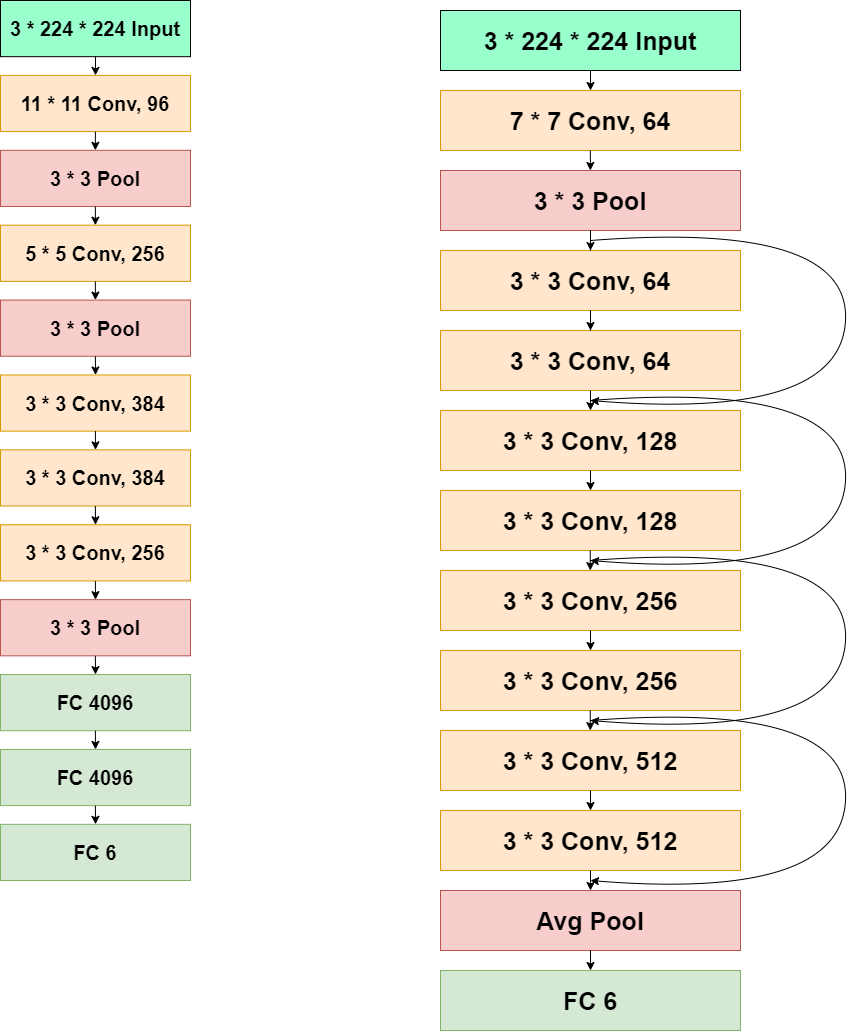 3 * 224 * 224 Input
11 * 11 Conv, 96
3 * 3 Pool
5 * 5 Conv, 256
3 * 3 Pool
3 * 3 Conv, 384
3 * 3 Conv, 384
3 * 3 Conv, 256
3 * 3 Pool
FC 4096
FC 4096
FC 6
3 * 224 * 224 Input
7 * 7 Conv, 64
3 * 3 Pool
3 * 3 Conv, 64
3 * 3 Conv, 64
3 * 3 Conv, 128
3 * 3 Conv, 128
3 * 3 Conv, 256
3 * 3 Conv, 256
3 * 3 Conv, 512
3 * 3 Conv, 512
Avg Pool
FC 6